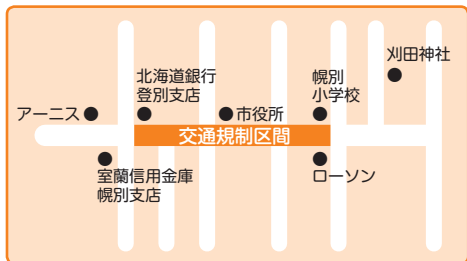 刈田神社
北海道銀行
登別支店
幌別
小学校
アーニス
市役所
交通規制区間
室蘭信用金庫
幌別支店
ローソン